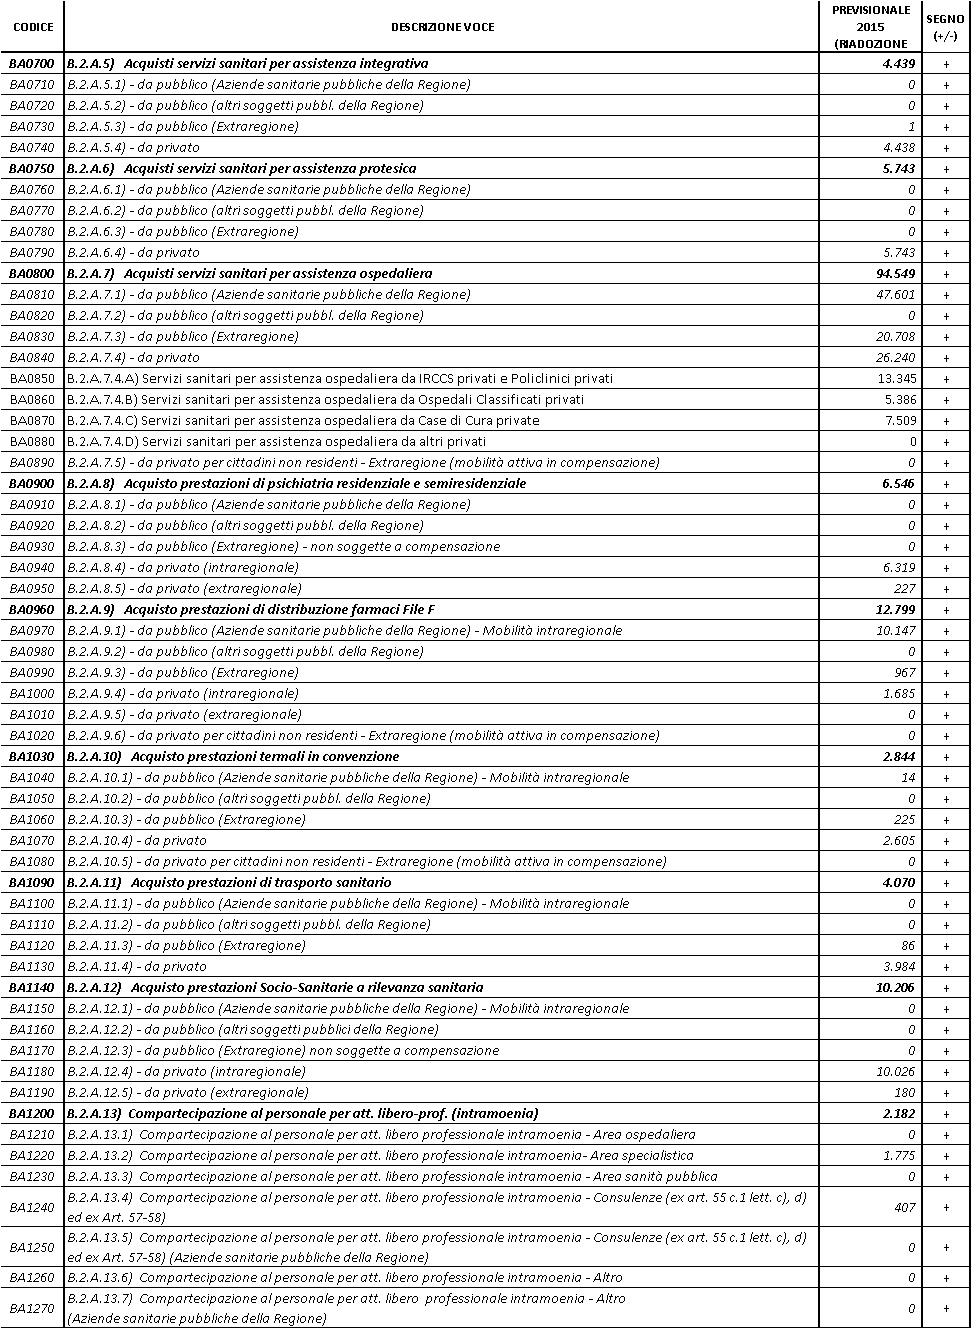 CODICE DESCRIZIONE VOCE PREVISIONALE 2015 (RIADOZIONE SEGNO (+/-)
BA0700 B.2.A.5) Acquisti servizi sanitari per assistenza integrativa 4.439 +
BA0710 B.2.A.5.1) - da pubblico (Aziende sanitarie pubbliche della Regione) 0 +
BA0720 B.2.A.5.2) - da pubblico (altri soggetti pubbl. della Regione) 0 +
BA0730 B.2.A.5.3) - da pubblico (Extraregione) 1 +
BA0740 B.2.A.5.4) - da privato 4.438 +
BA0750 B.2.A.6) Acquisti servizi sanitari per assistenza protesica 5.743 +
BA0760 B.2.A.6.1) - da pubblico (Aziende sanitarie pubbliche della Regione) 0 +
BA0770 B.2.A.6.2) - da pubblico (altri soggetti pubbl. della Regione) 0 +
BA0780 B.2.A.6.3) - da pubblico (Extraregione) 0 +
BA0790 B.2.A.6.4) - da privato 5.743 +
BA0800 B.2.A.7) Acquisti servizi sanitari per assistenza ospedaliera 94.549 +
BA0810 B.2.A.7.1) - da pubblico (Aziende sanitarie pubbliche della Regione) 47.601 +
BA0820 B.2.A.7.2) - da pubblico (altri soggetti pubbl. della Regione) 0 +
BA0830 B.2.A.7.3) - da pubblico (Extraregione) 20.708 +
BA0840 B.2.A.7.4) - da privato 26.240 +
BA0850 B.2.A.7.4.A) Servizi sanitari per assistenza ospedaliera da IRCCS privati e Policlinici privati 13.345 +
BA0860 B.2.A.7.4.B) Servizi sanitari per assistenza ospedaliera da Ospedali Classificati privati 5.386 +
BA0870 B.2.A.7.4.C) Servizi sanitari per assistenza ospedaliera da Case di Cura private 7.509 +
BA0880 B.2.A.7.4.D) Servizi sanitari per assistenza ospedaliera da altri privati 0 +
BA0890 B.2.A.7.5) - da privato per cittadini non residenti - Extraregione (mobilità attiva in compensazione) 0 +
BA0900 B.2.A.8) Acquisto prestazioni di psichiatria residenziale e semiresidenziale 6.546 +
BA0910 B.2.A.8.1) - da pubblico (Aziende sanitarie pubbliche della Regione) 0 +
BA0920 B.2.A.8.2) - da pubblico (altri soggetti pubbl. della Regione) 0 +
BA0930 B.2.A.8.3) - da pubblico (Extraregione) - non soggette a compensazione 0 +
BA0940 B.2.A.8.4) - da privato (intraregionale) 6.319 +
BA0950 B.2.A.8.5) - da privato (extraregionale) 227 +
BA0960 B.2.A.9) Acquisto prestazioni di distribuzione farmaci File F 12.799 +
BA0970 B.2.A.9.1) - da pubblico (Aziende sanitarie pubbliche della Regione) - Mobilità intraregionale 10.147 +
BA0980 B.2.A.9.2) - da pubblico (altri soggetti pubbl. della Regione) 0 +
BA0990 B.2.A.9.3) - da pubblico (Extraregione) 967 +
BA1000 B.2.A.9.4) - da privato (intraregionale) 1.685 +
BA1010 B.2.A.9.5) - da privato (extraregionale) 0 +
BA1020 B.2.A.9.6) - da privato per cittadini non residenti - Extraregione (mobilità attiva in compensazione) 0 +
BA1030 B.2.A.10) Acquisto prestazioni termali in convenzione 2.844 +
BA1040 B.2.A.10.1) - da pubblico (Aziende sanitarie pubbliche della Regione) - Mobilità intraregionale 14 +
BA1050 B.2.A.10.2) - da pubblico (altri soggetti pubbl. della Regione) 0 +
BA1060 B.2.A.10.3) - da pubblico (Extraregione) 225 +
BA1070 B.2.A.10.4) - da privato 2.605 +
BA1080 B.2.A.10.5) - da privato per cittadini non residenti - Extraregione (mobilità attiva in compensazione) 0 +
BA1090 B.2.A.11) Acquisto prestazioni di trasporto sanitario 4.070 +
BA1100 B.2.A.11.1) - da pubblico (Aziende sanitarie pubbliche della Regione) - Mobilità intraregionale 0 +
BA1110 B.2.A.11.2) - da pubblico (altri soggetti pubbl. della Regione) 0 +
BA1120 B.2.A.11.3) - da pubblico (Extraregione) 86 +
BA1130 B.2.A.11.4) - da privato 3.984 +
BA1140 B.2.A.12) Acquisto prestazioni Socio-Sanitarie a rilevanza sanitaria 10.206 +
BA1150 B.2.A.12.1) - da pubblico (Aziende sanitarie pubbliche della Regione) - Mobilità intraregionale 0 +
BA1160 B.2.A.12.2) - da pubblico (altri soggetti pubblici della Regione) 0 +
BA1170 B.2.A.12.3) - da pubblico (Extraregione) non soggette a compensazione 0 +
BA1180 B.2.A.12.4) - da privato (intraregionale) 10.026 +
BA1190 B.2.A.12.5) - da privato (extraregionale) 180 +
BA1200 B.2.A.13) Compartecipazione al personale per att. libero-prof. (intramoenia) 2.182 +
BA1210 B.2.A.13.1) Compartecipazione al personale per att. libero professionale intramoenia - Area ospedaliera 0 +
BA1220 B.2.A.13.2) Compartecipazione al personale per att. libero professionale intramoenia- Area specialistica 1.775 +
BA1230 B.2.A.13.3) Compartecipazione al personale per att. libero professionale intramoenia - Area sanità pubblica 0 +
BA1240 B.2.A.13.4) Compartecipazione al personale per att. libero professionale intramoenia - Consulenze (ex art. 55 c.1 lett. c), d)
ed ex Art. 57-58) 407 +
BA1250 B.2.A.13.5) Compartecipazione al personale per att. libero professionale intramoenia - Consulenze (ex art. 55 c.1 lett. c), d)
ed ex Art. 57-58) (Aziende sanitarie pubbliche della Regione) 0 +
BA1260 B.2.A.13.6) Compartecipazione al personale per att. libero professionale intramoenia - Altro 0 +
BA1270 B.2.A.13.7) Compartecipazione al personale per att. libero professionale intramoenia - Altro
(Aziende sanitarie pubbliche della Regione) 0 +